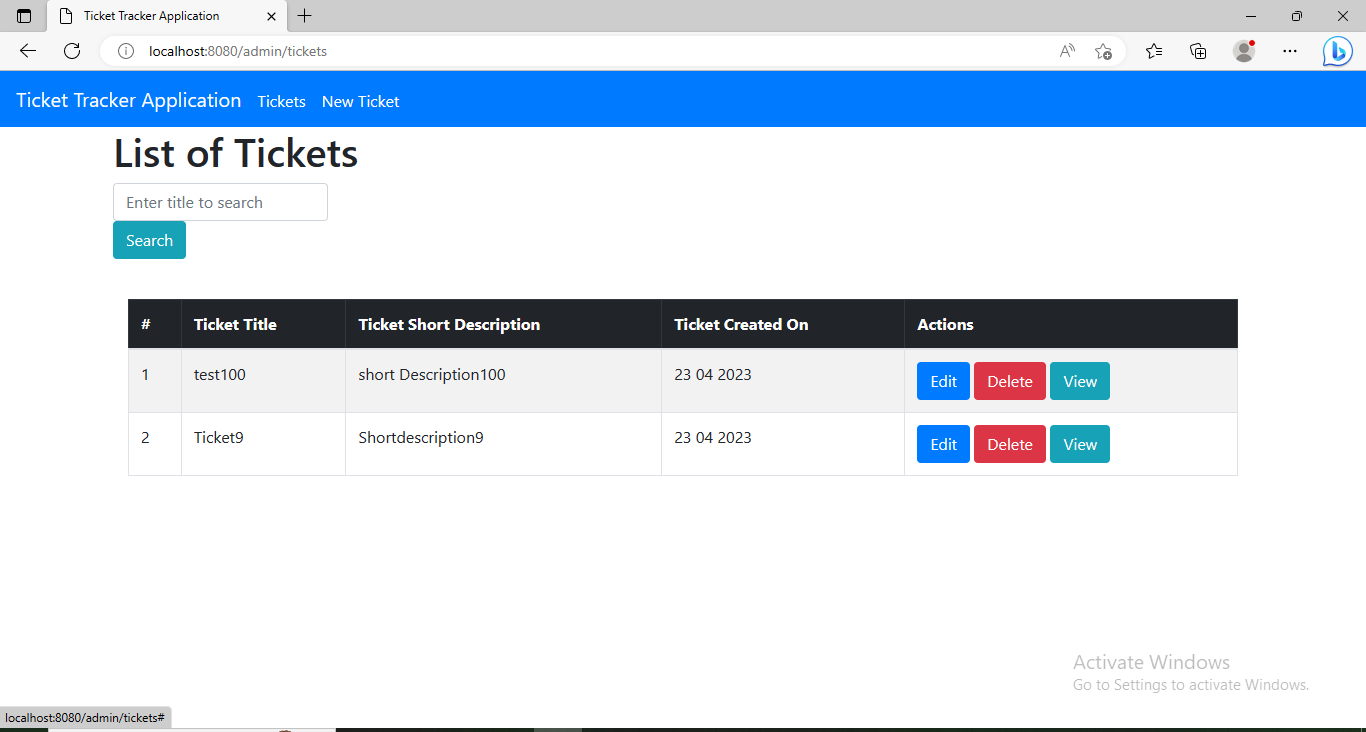 Ticket Tracker Application
localhost:8080/admin/tickets
Ticket Tracker Application Tickets New Ticket
List of Tickets
Enter title to search
Search
# Ticket Title Ticket Short Description Ticket Created On Actions
1 test100 short Description100 23 04 2023 Edit Delete View
2 Ticket9 Shortdescription9 23 04 2023 Edit Delete View
Activate Windows
Go to Settings to activate Windows.
localhost:8080/admin/tickets#